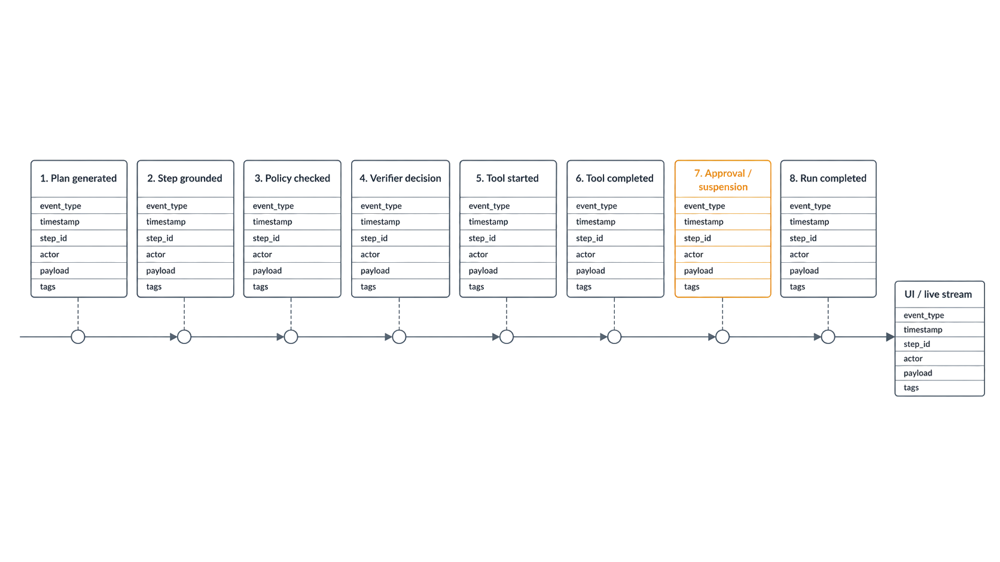 1. Plan generated
event_type
timestamp
step_id
actor
payload
tags
2. Step grounded
event_type
timestamp
step_id
actor
payload
tags
3. Policy checked
event_type
timestamp
step_id
actor
payload
tags
4. Verifier decision
event_type
timestamp
step_id
actor
payload
tags
5. Tool started
event_type
timestamp
step_id
actor
payload
tags
6. Tool completed
event_type
timestamp
step_id
actor
payload
tags
7. Approval /
suspension
event_type
timestamp
step_id
actor
payload
tags
8. Run completed
event_type
timestamp
step_id
actor
payload
tags
UI / live stream
event_type
timestamp
step_id
actor
payload
tags